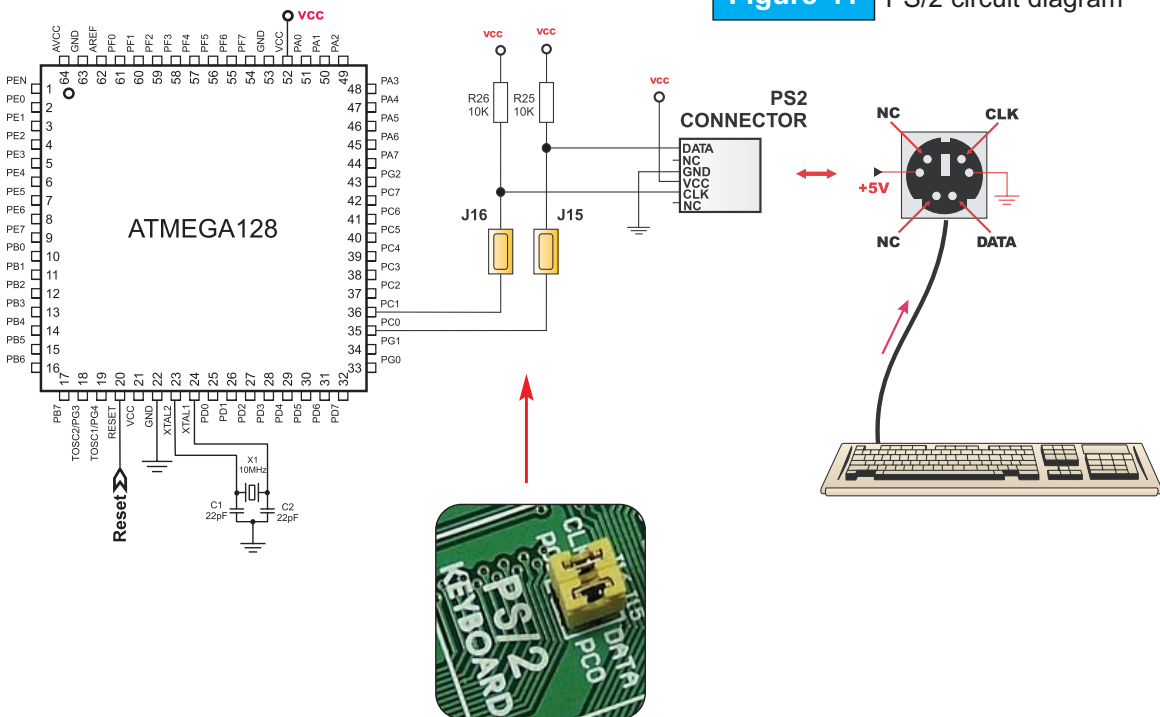 Figure 11 PS/2 circuit diagram
VCC
AVCC
GND
AREF
PF0
PF1
PF2
PF3
PF4
PF5
PF6
PF7
GND
VCC
PA0
PA1
PA2
64
63
62
61
60
59
58
57
56
55
54
53
52
51
50
49
PEN 1
PE0 2
PE1 3
PE2 4
PE3 5
PE4 6
PE5 7
PE6 8
PE7 9
PB0 10
PB1 11
PB2 12
PB3 13
PB4 14
PB5 15
PB6 16
ATMEGA128
48 PA3
47 PA4
46 PA5
45 PA6
44 PA7
43 PG2
42 PC7
41 PC6
40 PC5
39 PC4
38 PC3
37 PC2
36 PC1
35 PC0
34 PG1
33 PG0
17
18
19
20
21
22
23
24
25
26
27
28
29
30
31
32
PB7
TOSC2/PG3
TOSC1/PG4
RESET
VCC
GND
XTAL2
XTAL1
PD0
PD1
PD2
PD3
PD4
PD5
PD6
PD7
Reset
X1
10MHz
C1
22pF
C2
22pF
VCC
VCC
R26
10K
R25
10K
J16
J15
VCC
PS2
CONNECTOR
DATA
NC
GND
VCC
CLK
NC
NC
CLK
+5V
NC
DATA
PS/2
KEYBOARD
DATA
PC0